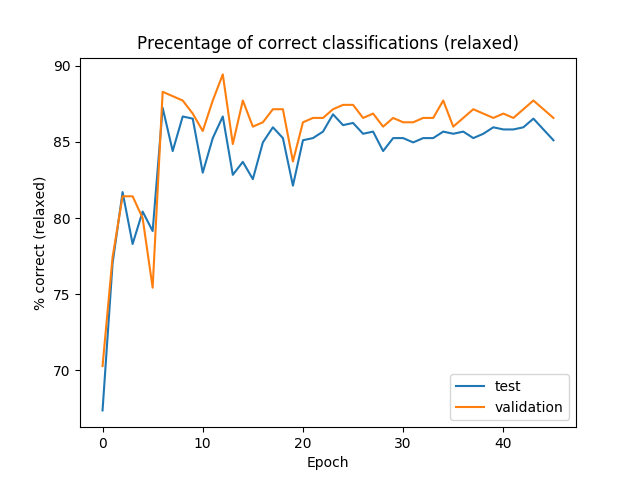 Precentage of correct classifications (relaxed)
% correct (relaxed)
90
85
80
75
70
0 10 20 30 40
Epoch
test
validation